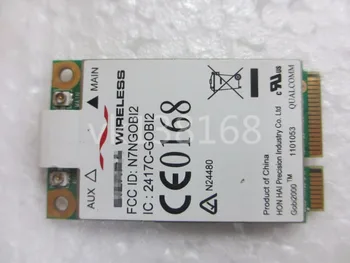 MAIN
AUX
SIERRA
WIRELESS
FCC ID: N7NGOBI2
IC : 2417C-GOBI2
CE0168
N24480
Product of China
HON HAI Precision Industry Co. Ltd
Gobi2000 1101053
QUALCOMM